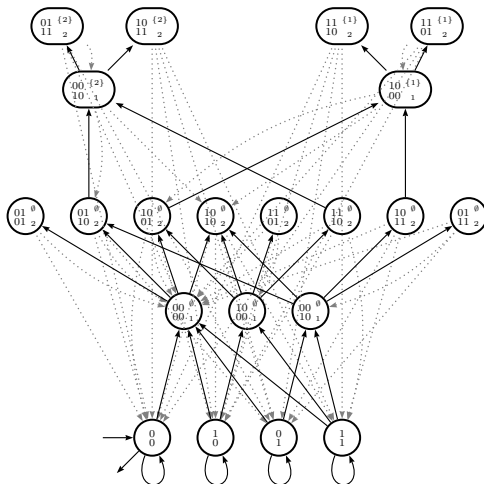 01 {2} 10 {2} 11 {1} 11 {1}
11 2 11 2 10 2 01 2
00 {2} 10 {1}
10 1 00 1
01 ∅ 01 ∅ 10 ∅ 10 ∅ 11 ∅ 11 ∅ 10 ∅ 01 ∅
01 2 10 2 01 2 10 2 01 2 10 2 11 2 11 2
00 ∅ 10 ∅ 00 ∅
00 1 00 1 10 1
0 1 0 1
0 0 1 1